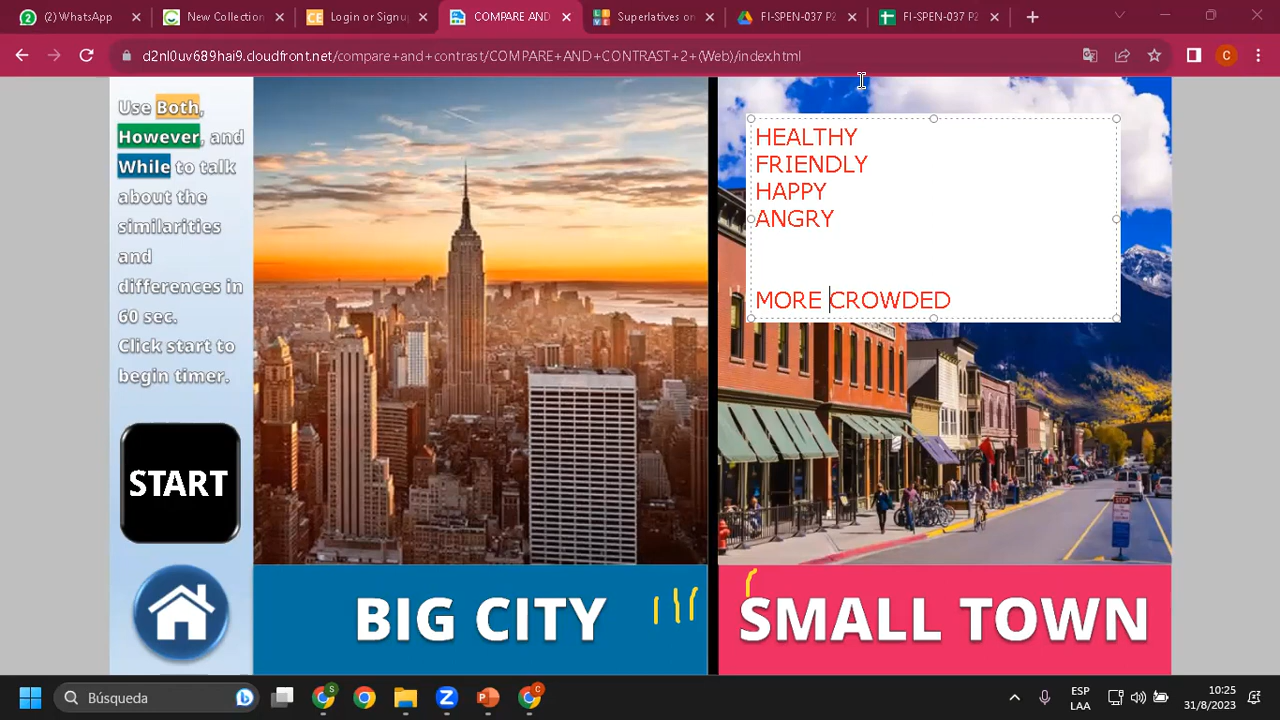 (2) WhatsApp
New Collection
Login or Signup
COMPARE AND
Superlatives on
FI-SPEN-037 P2
FI-SPEN-037 P2
d2nl0uv689hai9.cloudfront.net/compare+and+contrast/COMPARE+AND+CONTRAST+2+(Web)/index.html
C
Use Both,
However, and
While to talk
about the
similarities
and
differences in
60 sec.
Click start to
begin timer.
START
HEALTHY
FRIENDLY
HAPPY
ANGRY
MORE CROWDED
STOP
BIG CITY
SMALL TOWN
Búsqueda
ESP
LAA
10:25
31/8/2023